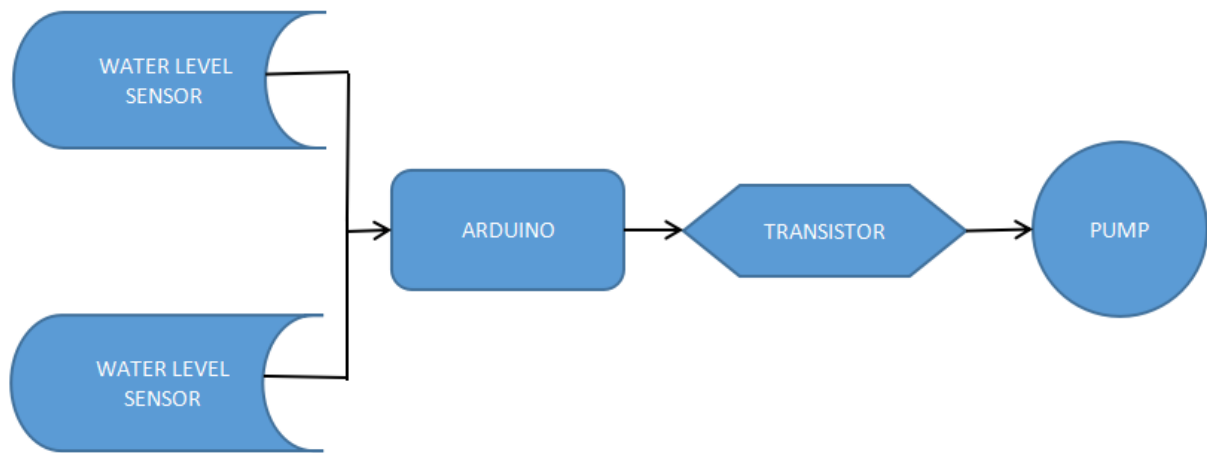 WATER LEVEL
SENSOR
ARDUINO
TRANSISTOR
PUMP
WATER LEVEL
SENSOR